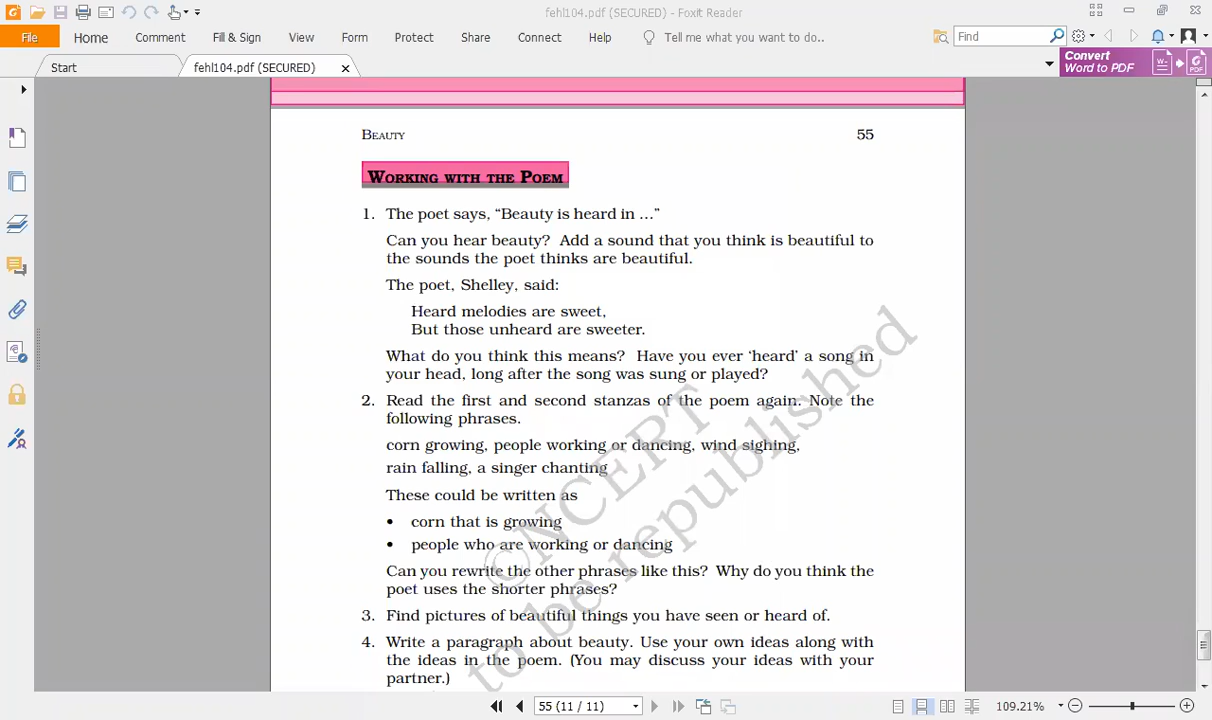 fehl104.pdf (SECURED) - Foxit Reader
File Home Comment Fill & Sign View Form Protect Share Connect Help Tell me what you want to do.. Find
Start fehl104.pdf (SECURED) Convert
Word to PDF
BEAUTY 55
WORKING WITH THE POEM
1. The poet says, “Beauty is heard in ...”
Can you hear beauty? Add a sound that you think is beautiful to
the sounds the poet thinks are beautiful.
The poet, Shelley, said:
Heard melodies are sweet,
But those unheard are sweeter.
What do you think this means? Have you ever ‘heard’ a song in
your head, long after the song was sung or played?
2. Read the first and second stanzas of the poem again. Note the
following phrases.
corn growing, people working or dancing, wind sighing,
rain falling, a singer chanting
These could be written as
• corn that is growing
• people who are working or dancing
Can you rewrite the other phrases like this? Why do you think the
poet uses the shorter phrases?
3. Find pictures of beautiful things you have seen or heard of.
4. Write a paragraph about beauty. Use your own ideas along with
the ideas in the poem. (You may discuss your ideas with your
partner.)
©NCERT
to be republished
55 (11 / 11) 109.21%